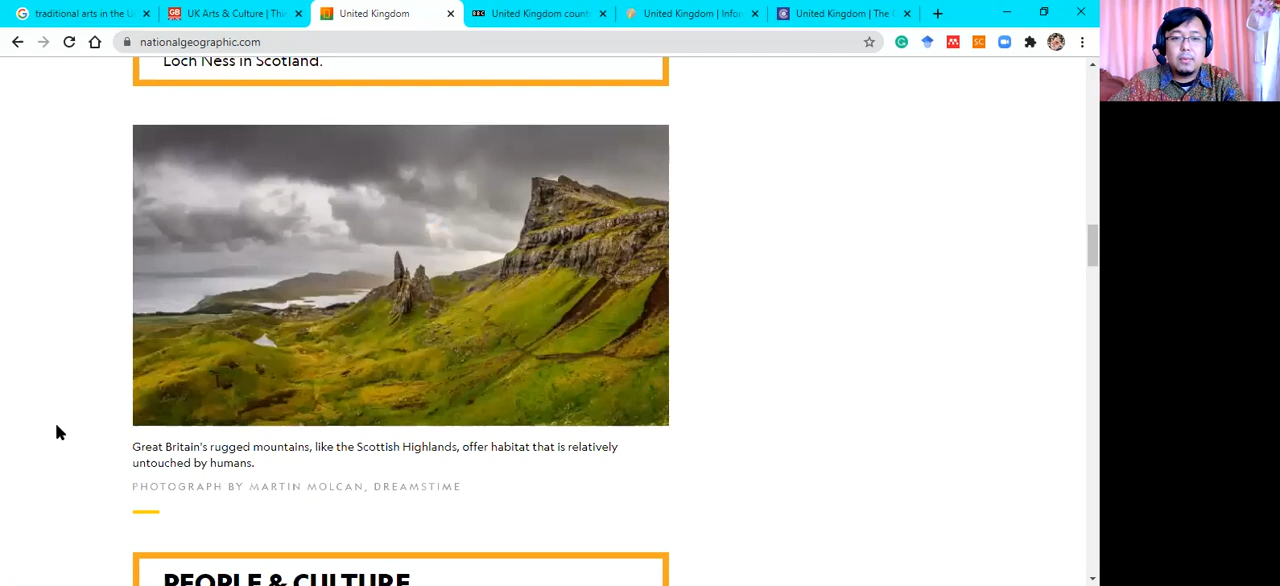 traditional arts in the U
UK Arts & Culture | Thi
United Kingdom
BBC
United Kingdom count
United Kingdom | Infor
United Kingdom | The
nationalgeographic.com
SC
Loch Ness in Scotland.
Great Britain's rugged mountains, like the Scottish Highlands, offer habitat that is relatively
untouched by humans.
PHOTOGRAPH BY MARTIN MOLCAN, DREAMSTIME
PEOPLE & CULTURE